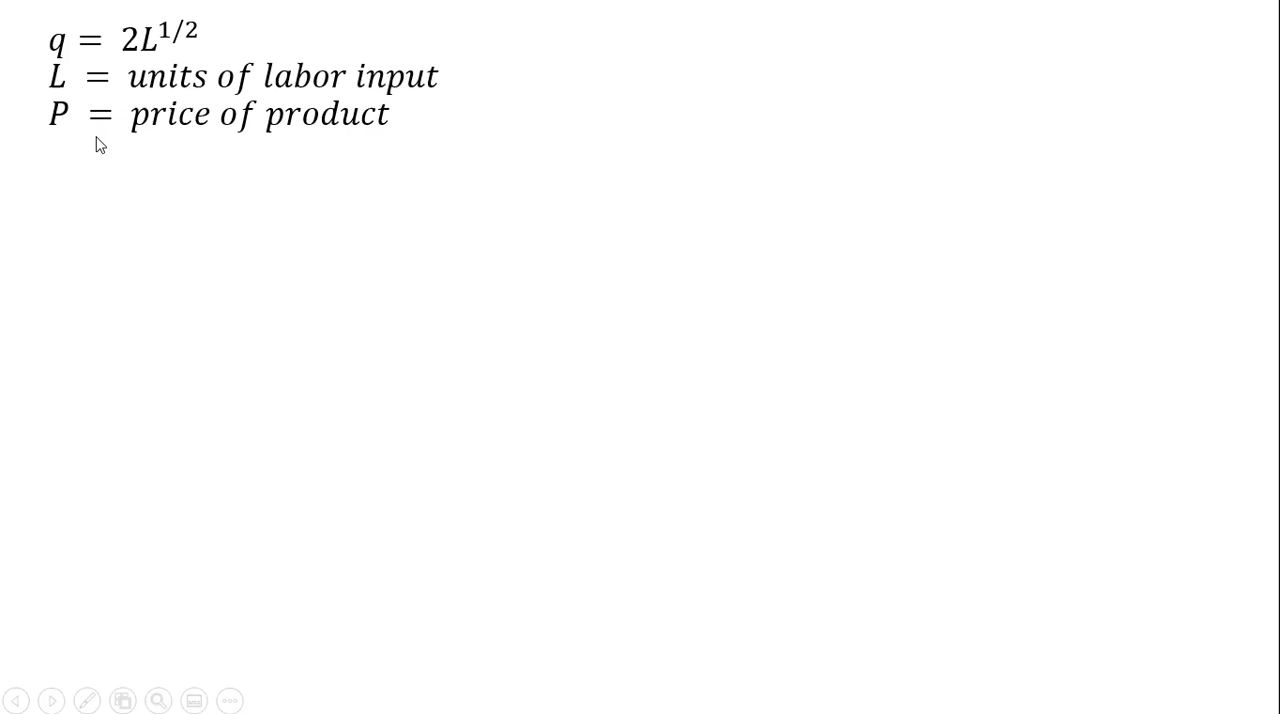 q = 2L^{1/2}
L = units of labor input
P = price of product